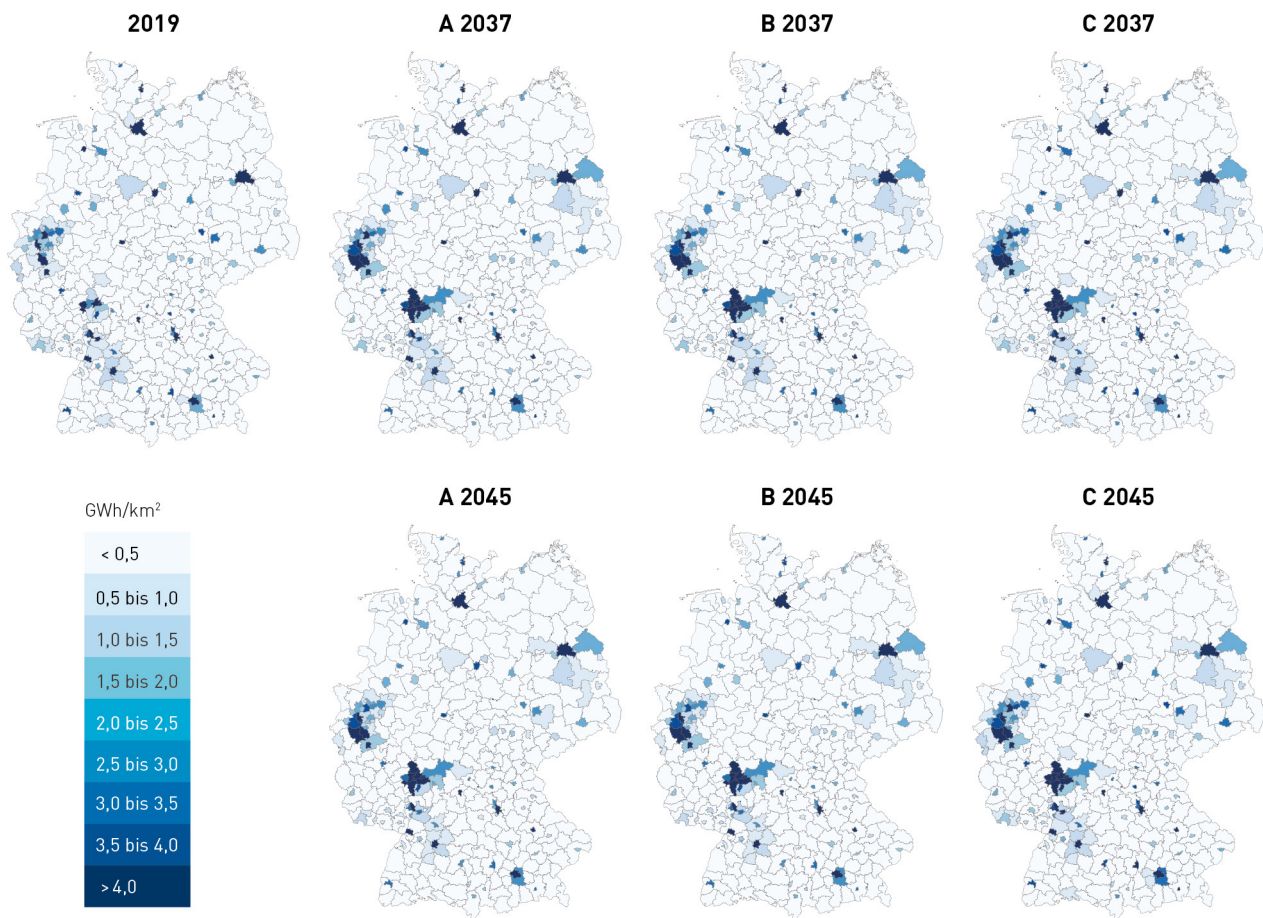 2019
A 2037
B 2037
C 2037
A 2045
B 2045
C 2045
GWh/km²
< 0,5
0,5 bis 1,0
1,0 bis 1,5
1,5 bis 2,0
2,0 bis 2,5
2,5 bis 3,0
3,0 bis 3,5
3,5 bis 4,0
> 4,0